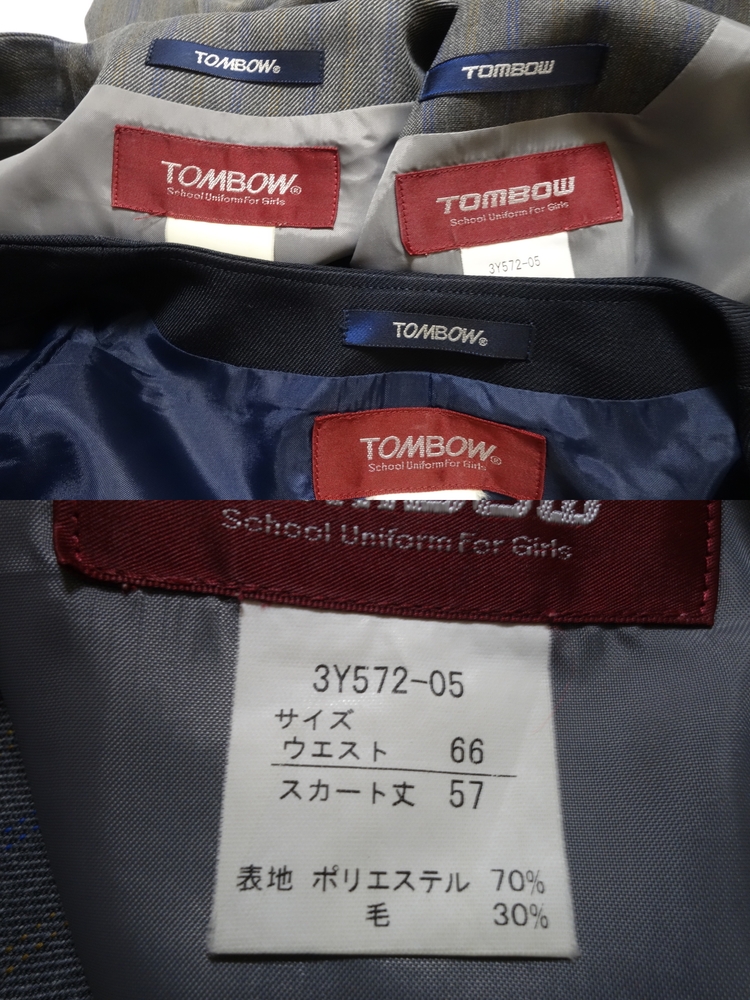 TOMBOW®
TOMBOW
TOMBOW®
School Uniform For Girls
TOMBOW
School Uniform For Girls
3Y572-05
TOMBOW®
TOMBOW®
School Uniform For Girls
School Uniform For Girls
3Y572-05
サイズ
ウエスト 66
スカート丈 57
表地 ポリエステル 70%
毛 30%